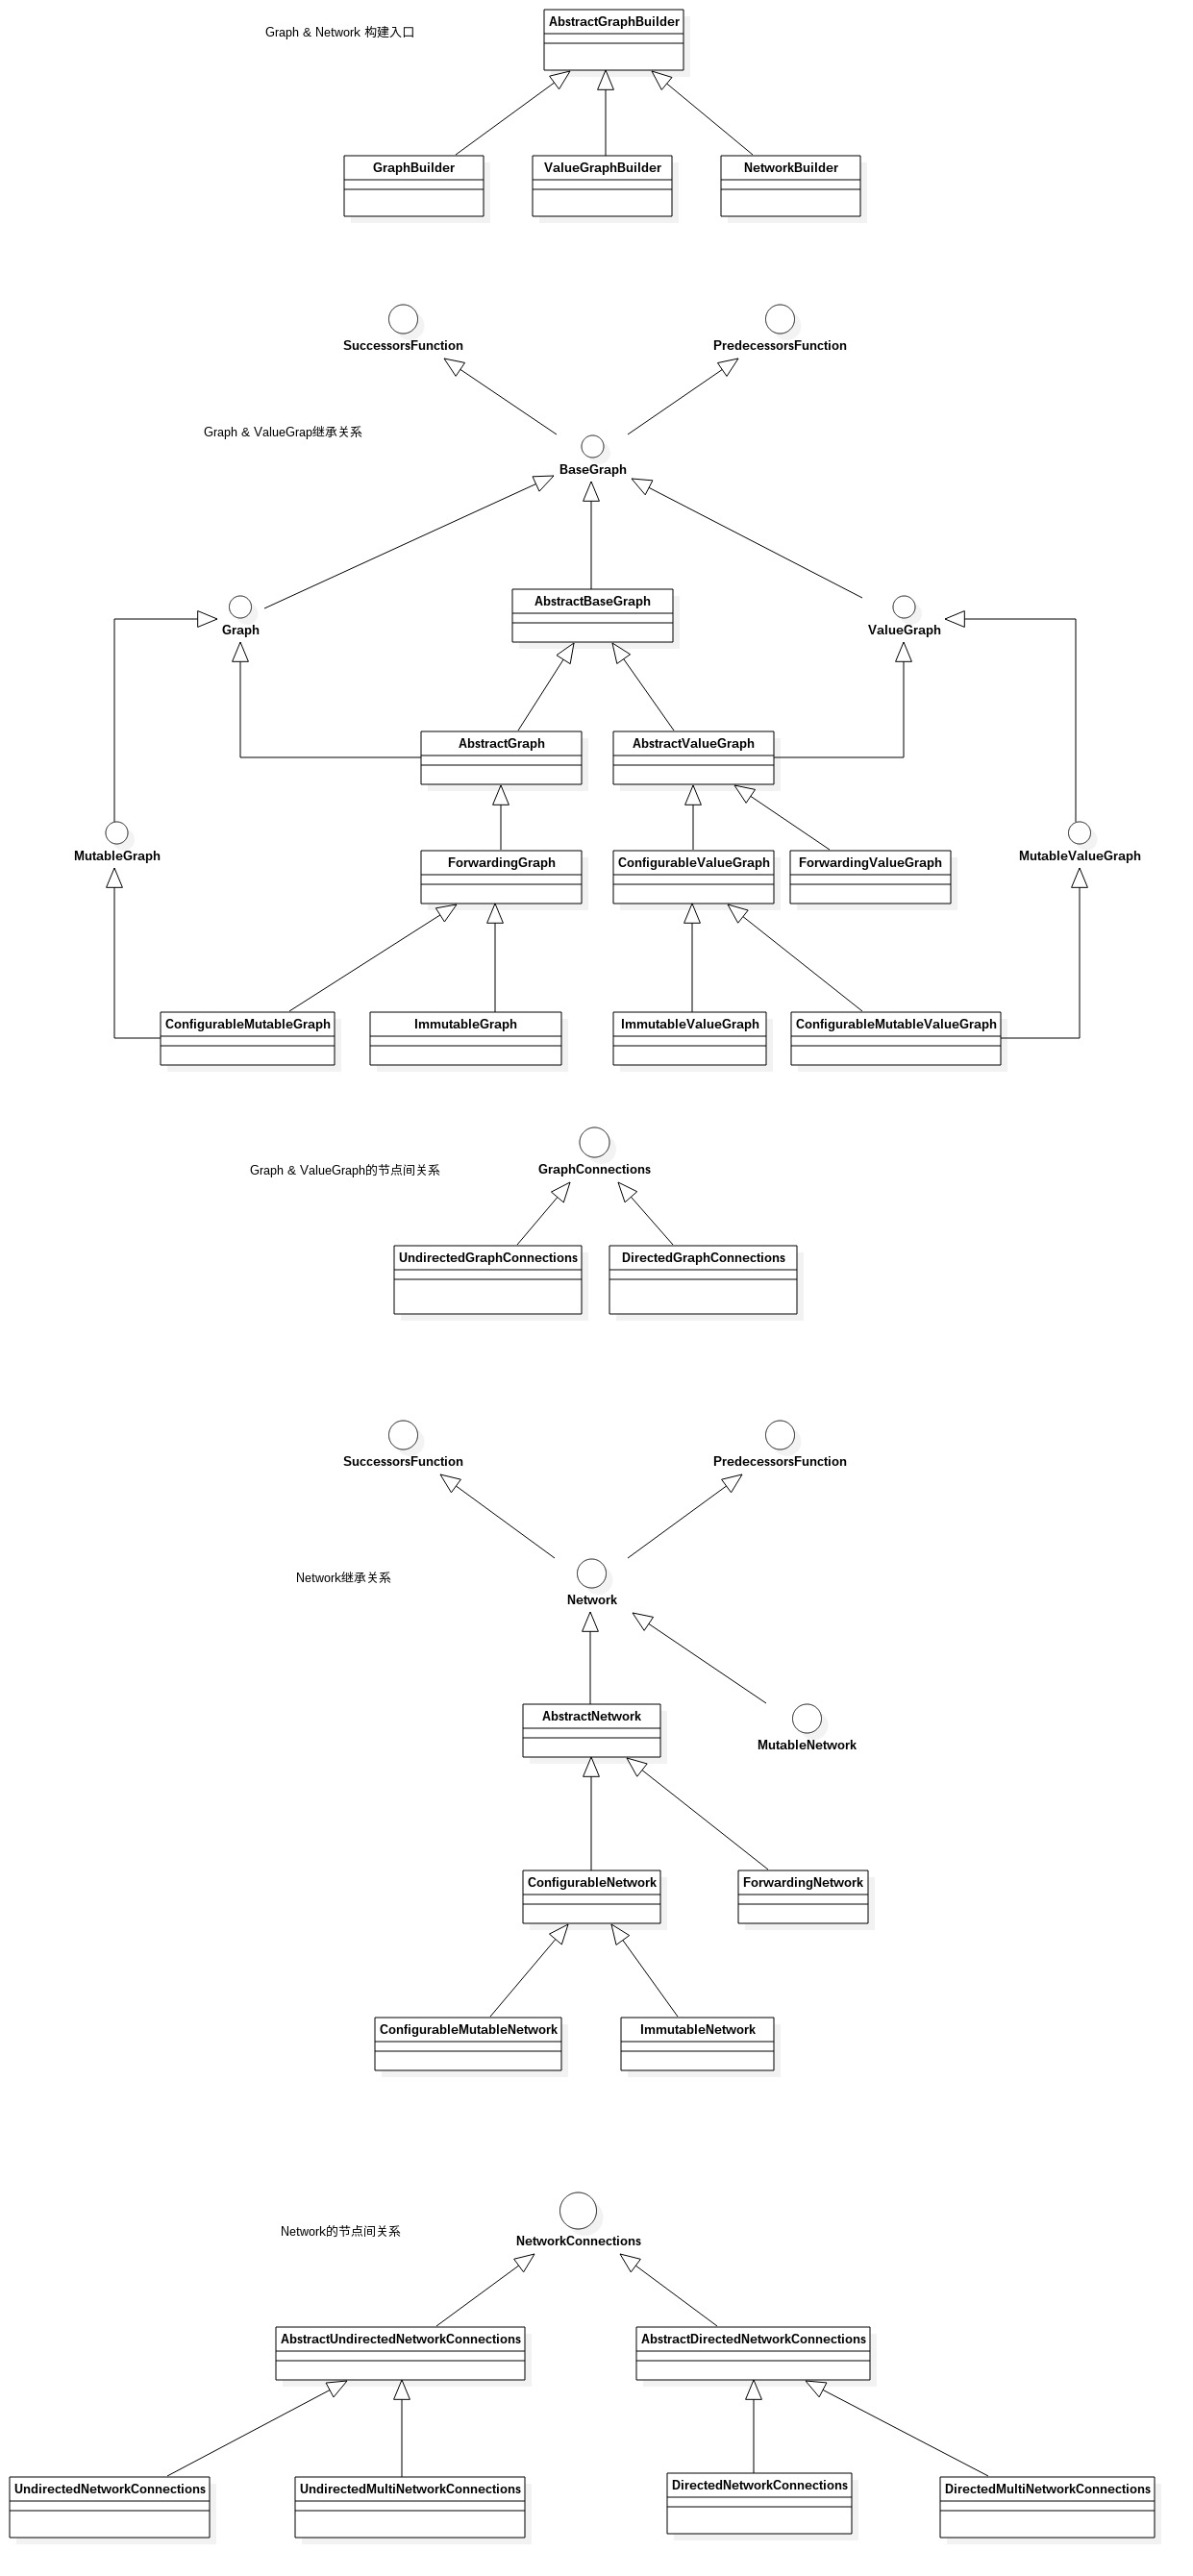 AbstractGraphBuilder
Graph & Network 构建入口
GraphBuilder
ValueGraphBuilder
NetworkBuilder
SuccessorsFunction
PredecessorsFunction
Graph & ValueGrap继承关系
BaseGraph
AbstractBaseGraph
Graph
ValueGraph
AbstractGraph
AbstractValueGraph
MutableGraph
MutableValueGraph
ForwardingGraph
ConfigurableValueGraph
ForwardingValueGraph
ConfigurableMutableGraph
ImmutableGraph
ImmutableValueGraph
ConfigurableMutableValueGraph
GraphConnections
Graph & ValueGraph的节点间关系
UndirectedGraphConnections
DirectedGraphConnections
SuccessorsFunction
PredecessorsFunction
Network继承关系
Network
AbstractNetwork
MutableNetwork
ConfigurableNetwork
ForwardingNetwork
ConfigurableMutableNetwork
ImmutableNetwork
Network的节点间关系
NetworkConnections
AbstractUndirectedNetworkConnections
AbstractDirectedNetworkConnections
UndirectedNetworkConnections
UndirectedMultiNetworkConnections
DirectedNetworkConnections
DirectedMultiNetworkConnections